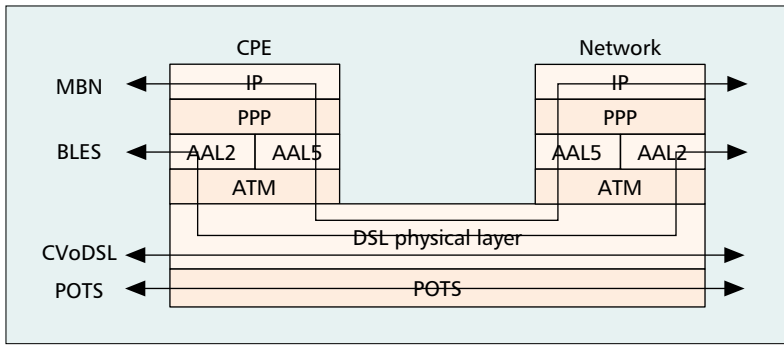 CPE Network
MBN IP IP
PPP PPP
BLES AAL2 AAL5 AAL5 AAL2
ATM ATM
DSL physical layer
CVoDSL
POTS POTS